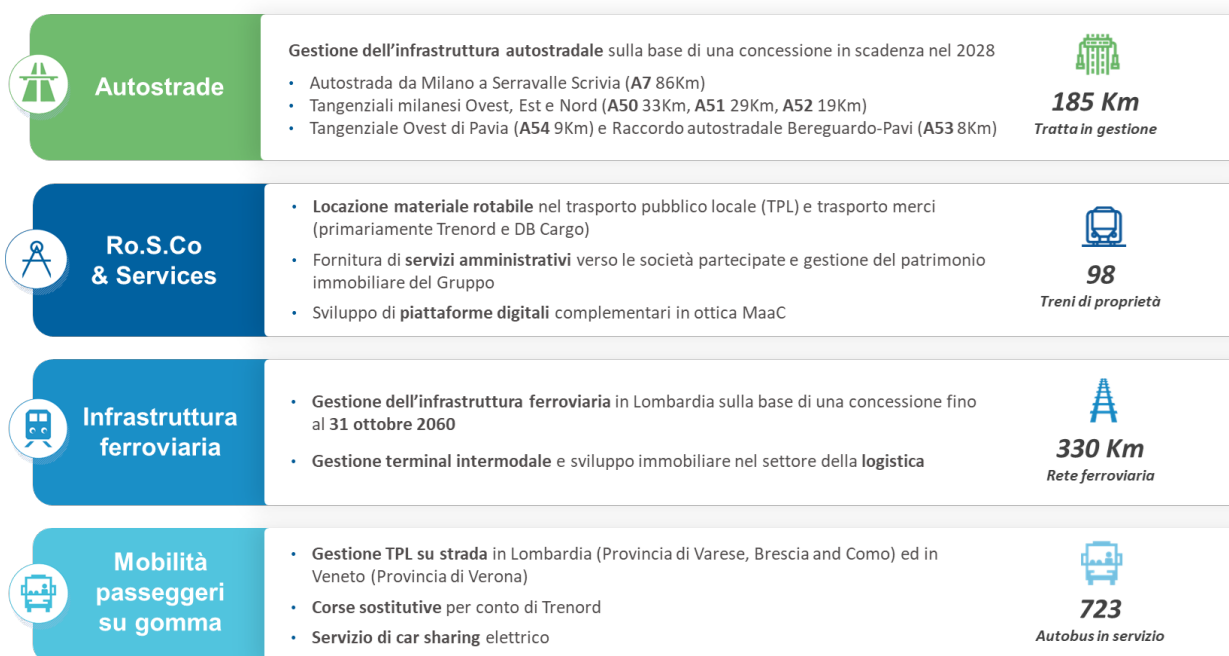 Autostrade
Gestione dell'infrastruttura autostradale sulla base di una concessione in scadenza nel 2028
• Autostrada da Milano a Serravalle Scrivia (A7 86Km)
• Tangenziali milanesi Ovest, Est e Nord (A50 33Km, A51 29Km, A52 19Km)
• Tangenziale Ovest di Pavia (A54 9Km) e Raccordo autostradale Bereguardo-Pavi (A53 8Km)
185 Km
Tratta in gestione
Ro.S.Co
& Services
• Locazione materiale rotabile nel trasporto pubblico locale (TPL) e trasporto merci
(primariamente Trenord e DB Cargo)
• Fornitura di servizi amministrativi verso le società partecipate e gestione del patrimonio
immobiliare del Gruppo
• Sviluppo di piattaforme digitali complementari in ottica MaaC
98
Treni di proprietà
Infrastruttura
ferroviaria
• Gestione dell'infrastruttura ferroviaria in Lombardia sulla base di una concessione fino
al 31 ottobre 2060
• Gestione terminal intermodale e sviluppo immobiliare nel settore della logistica
330 Km
Rete ferroviaria
Mobilità
passeggeri
su gomma
• Gestione TPL su strada in Lombardia (Provincia di Varese, Brescia and Como) ed in
Veneto (Provincia di Verona)
• Corse sostitutive per conto di Trenord
• Servizio di car sharing elettrico
723
Autobus in servizio